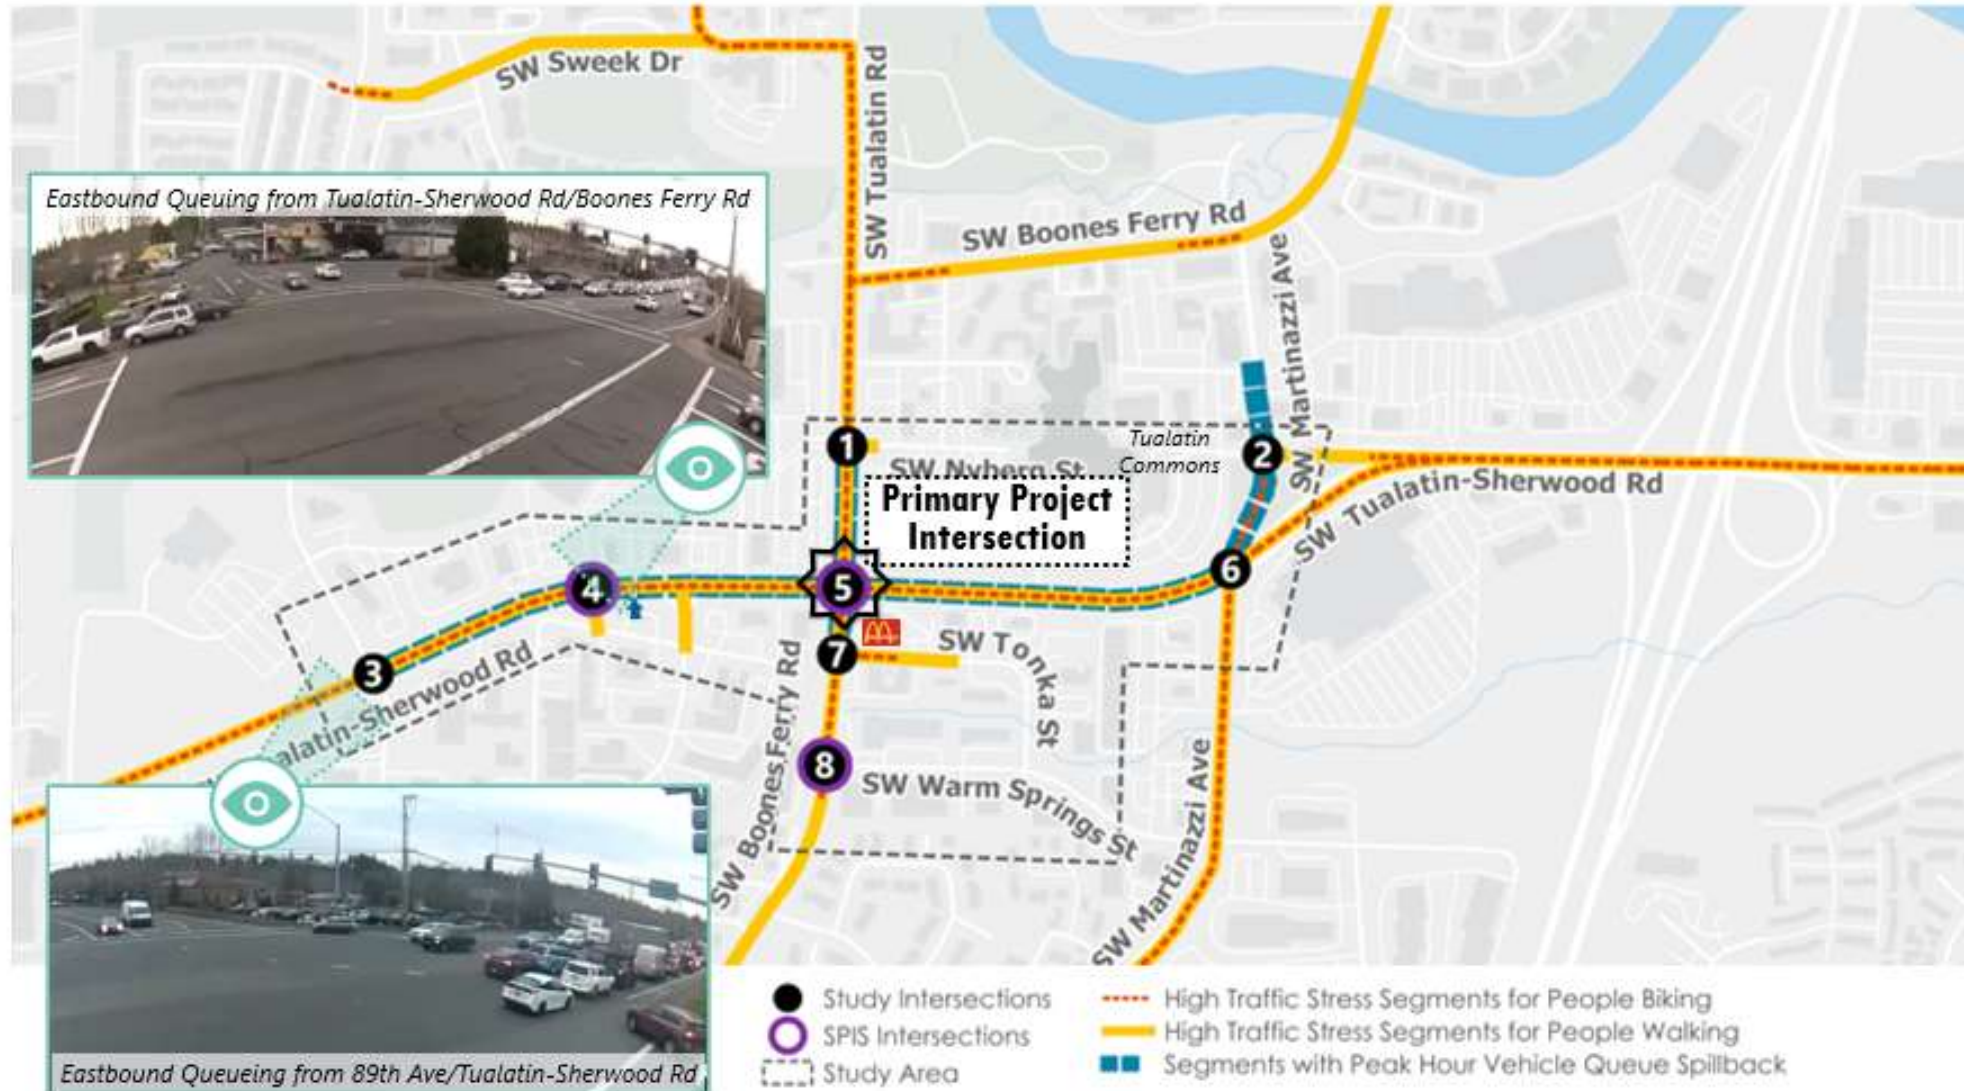 SW Sweek Dr
SW Tualatin Rd
Eastbound Queuing from Tualatin-Sherwood Rd/Boones Ferry Rd
SW Boones Ferry Rd
SW Martinazzi Ave
1
2
Tualatin
Commons
SW Nyberg St
Primary Project
Intersection
SW Tualatin-Sherwood Rd
4
5
6
3
7
SW Tonka St
alatin-Sherwood Rd
SW Boones Ferry Rd
8
SW Warm Springs St
SW Martinazzi Ave
Eastbound Queueing from 89th Ave/Tualatin-Sherwood Rd
Study Intersections
SPIS Intersections
Study Area
High Traffic Stress Segments for People Biking
High Traffic Stress Segments for People Walking
Segments with Peak Hour Vehicle Queue Spillback